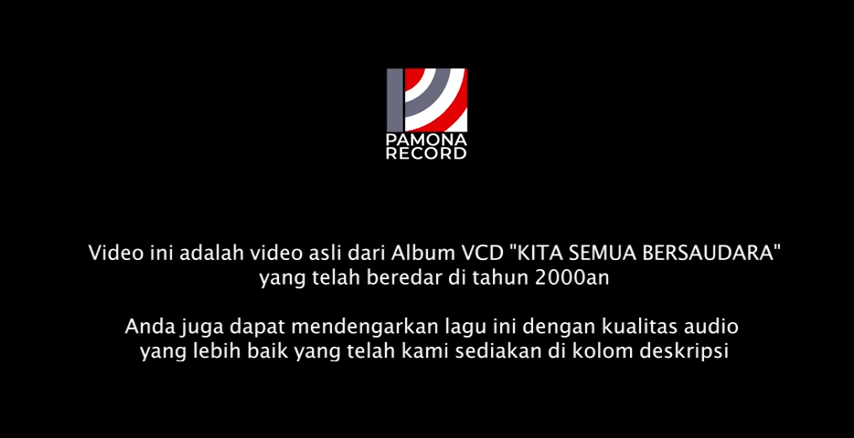 PAMONA
RECORD
Video ini adalah video asli dari Album VCD "KITA SEMUA BERSAUDARA"
yang telah beredar di tahun 2000an
Anda juga dapat mendengarkan lagu ini dengan kualitas audio
yang lebih baik yang telah kami sediakan di kolom deskripsi